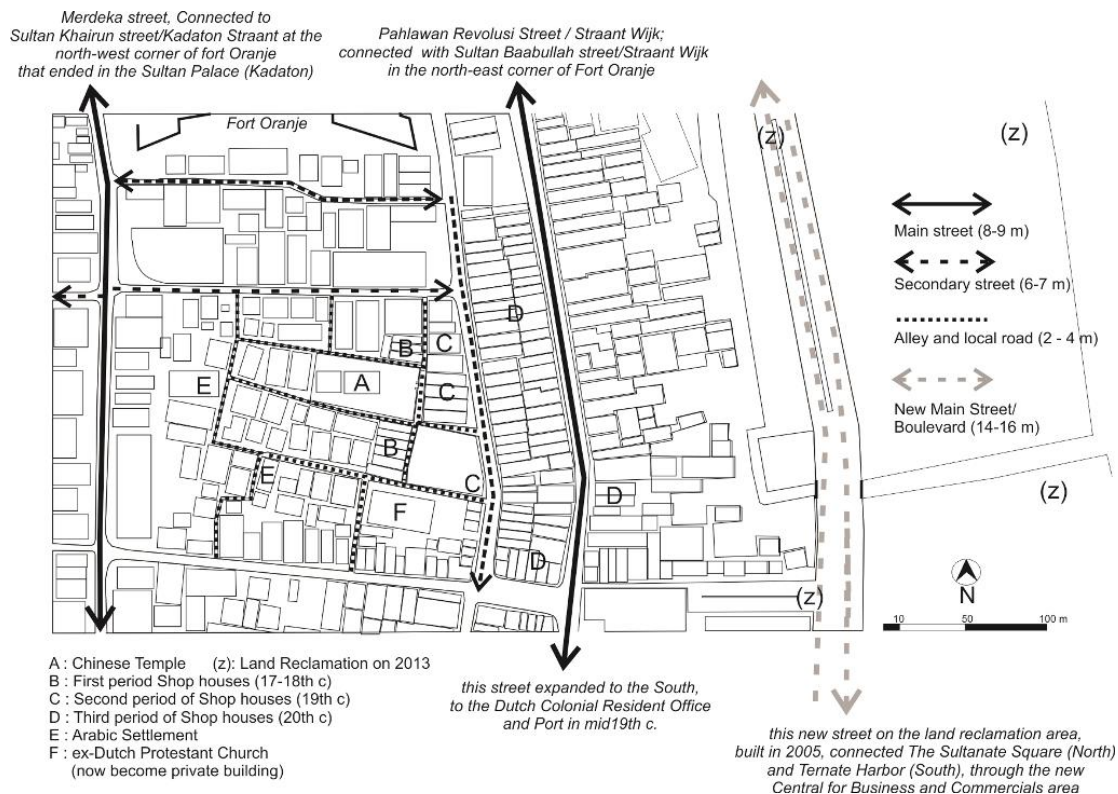 Merdeka street, Connected to
Sultan Khairun street/Kadaton Straant at the
north-west corner of fort Oranje
that ended in the Sultan Palace (Kadaton)
Pahlawan Revolusi Street / Straant Wijk;
connected with Sultan Baabullah street/Straant Wijk
in the north-east corner of Fort Oranje
Fort Oranje
(z)
(z)
Main street (8-9 m)
Secondary street (6-7 m)
Alley and local road (2 - 4 m)
New Main Street/
Boulevard (14-16 m)
D
B
C
E
A
C
B
E
C
(z)
F
D
D
(z)
N
10
50
100 m
A : Chinese Temple (z): Land Reclamation on 2013
B : First period Shop houses (17-18th c)
C : Second period of Shop houses (19th c)
D : Third period of Shop houses (20th c)
E : Arabic Settlement
F : ex-Dutch Protestant Church
(now become private building)
this street expanded to the South,
to the Dutch Colonial Resident Office
and Port in mid19th c.
this new street on the land reclamation area,
built in 2005, connected The Sultanate Square (North)
and Ternate Harbor (South), through the new
Central for Business and Commercials area